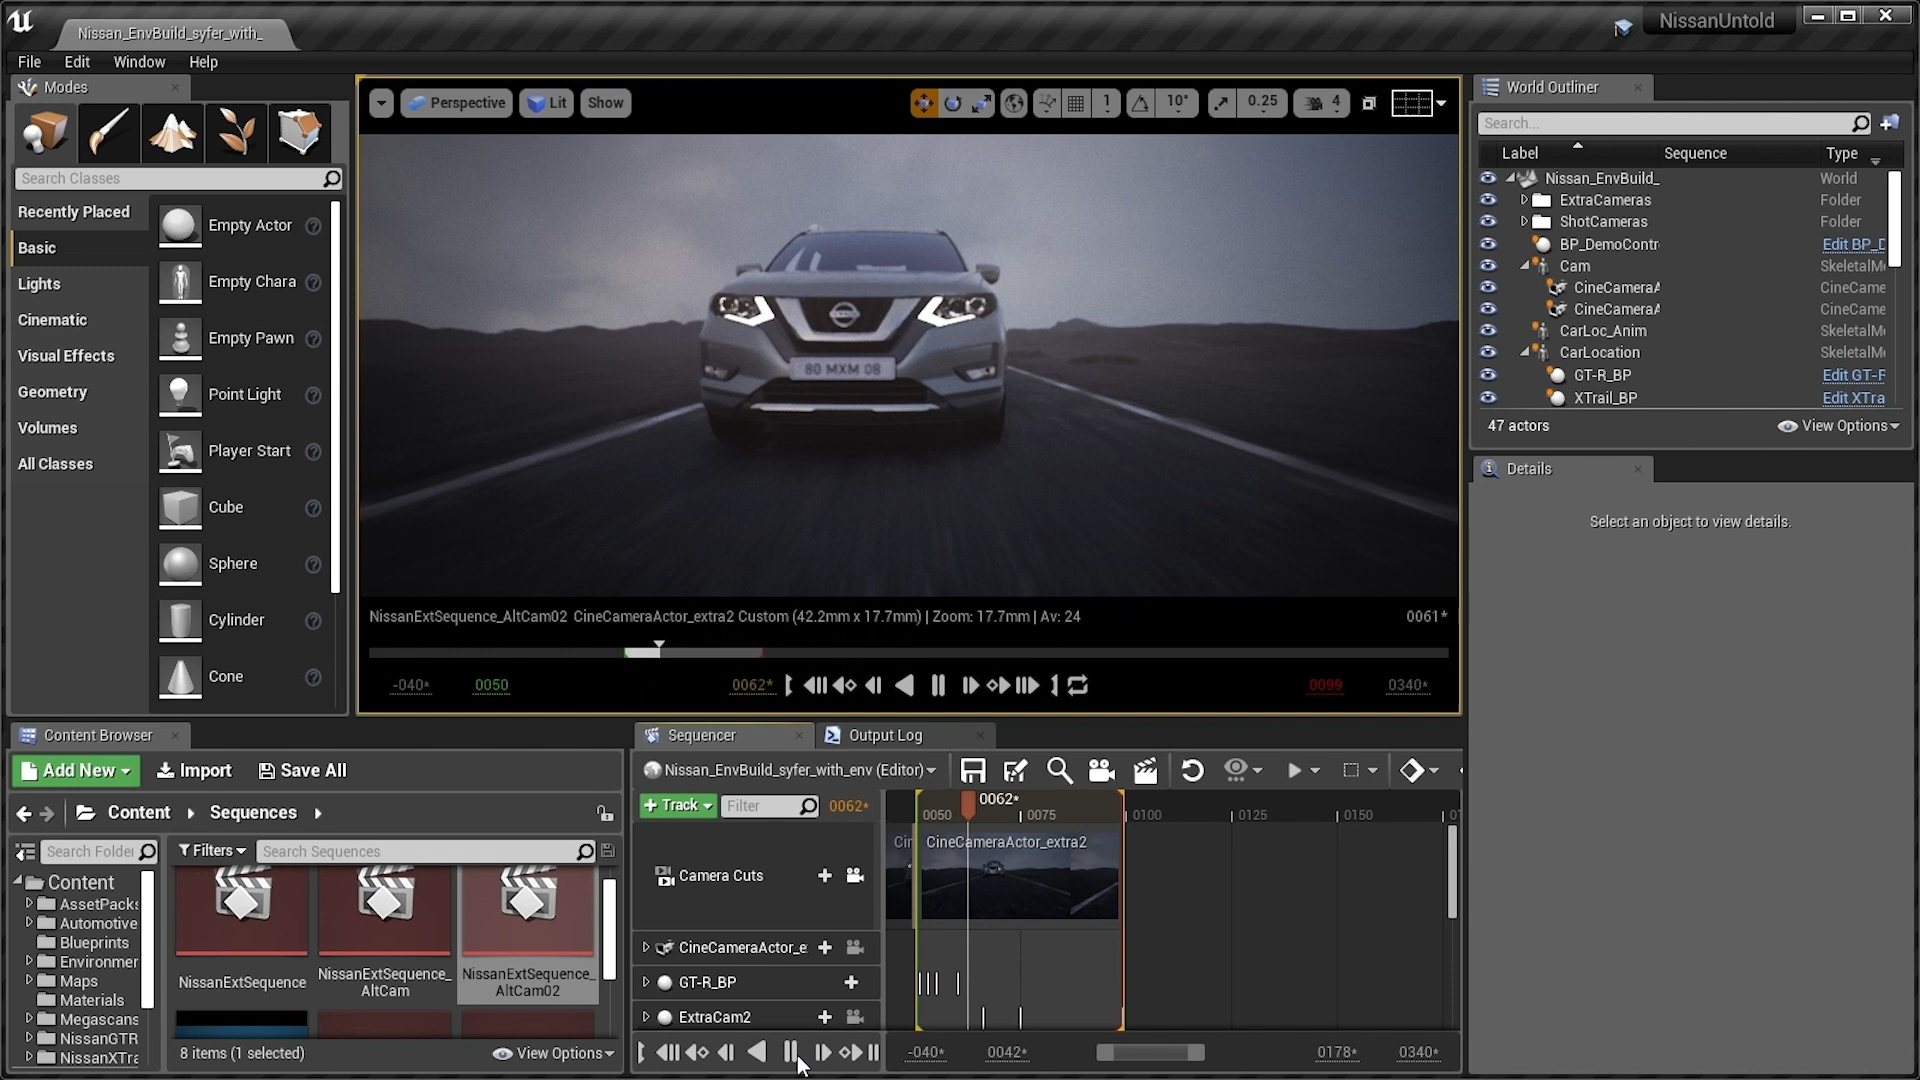 Nissan_EnvBuild_syfer_with_
NissanUntold
File Edit Window Help
Modes
Search Classes
Recently Placed
Basic
Lights
Cinematic
Visual Effects
Geometry
Volumes
All Classes
Empty Actor
Empty Chara
Empty Pawn
Point Light
Player Start
Cube
Sphere
Cylinder
Cone
Perspective Lit Show 1 10° 0.25 4
80 MXM 08
NissanExtSequence_AltCam02 CineCameraActor_extra2 Custom (42.2mm x 17.7mm) | Zoom: 17.7mm | Av: 24 0061*
-040* 0050 0062* 0099 0340*
World Outliner
Search...
Label Sequence Type
Nissan_EnvBuild_ World
ExtraCameras Folder
ShotCameras Folder
BP_DemoContr Edit BP_D
Cam SkeletalMe
CineCameraA CineCame
CineCameraA CineCame
CarLoc_Anim SkeletalMe
CarLocation SkeletalMe
GT-R_BP Edit GT-R
XTrail_BP Edit XTra
47 actors View Options
Details
Select an object to view details.
Content Browser
Add New Import Save All
Content Sequences
Search Folder
Filters Search Sequences
Content
AssetPacks
Automotive
Blueprints
Environmen
Maps
Materials
Megascans
NissanGTR
NissanXTra
NissanExtSequence
NissanExtSequence_
AltCam
NissanExtSequence_
AltCam02
8 items (1 selected) View Options
Sequencer Output Log
Nissan_EnvBuild_syfer_with_env (Editor)
Track Filter 0062*
0062*
0050 0075 0100 0125 0150
Cin CineCameraActor_extra2
Camera Cuts
CineCameraActor_e
GT-R_BP
ExtraCam2
-040* 0042* 0178* 0340*